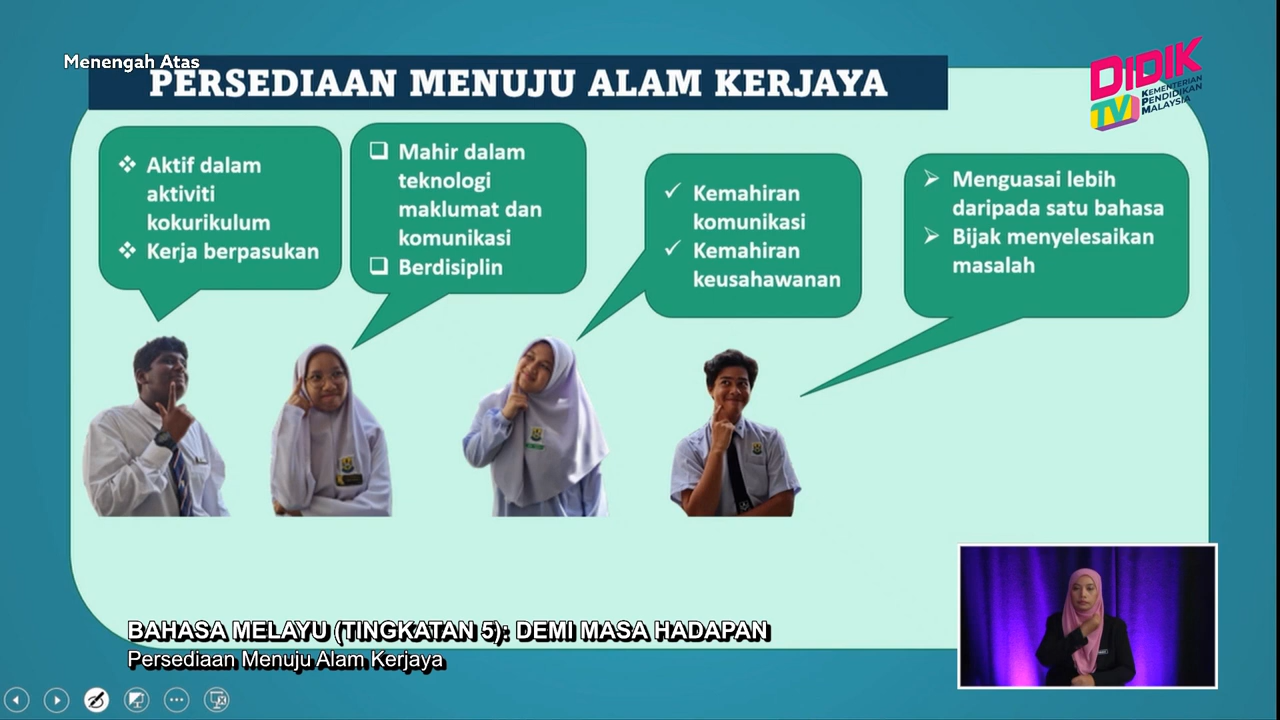 Menengah Atas
PERSEDIAAN MENUJU ALAM KERJAYA
DIDIK
TV
KEMENTERIAN
PENDIDIKAN
MALAYSIA
Aktif dalam
aktiviti
kokurikulum
Kerja berpasukan
Mahir dalam
teknologi
maklumat dan
komunikasi
Berdisiplin
Kemahiran
komunikasi
Kemahiran
keusahawanan
Menguasai lebih
daripada satu bahasa
Bijak menyelesaikan
masalah
BAHASA MELAYU (TINGKATAN 5): DEMI MASA HADAPAN
Persediaan Menuju Alam Kerjaya